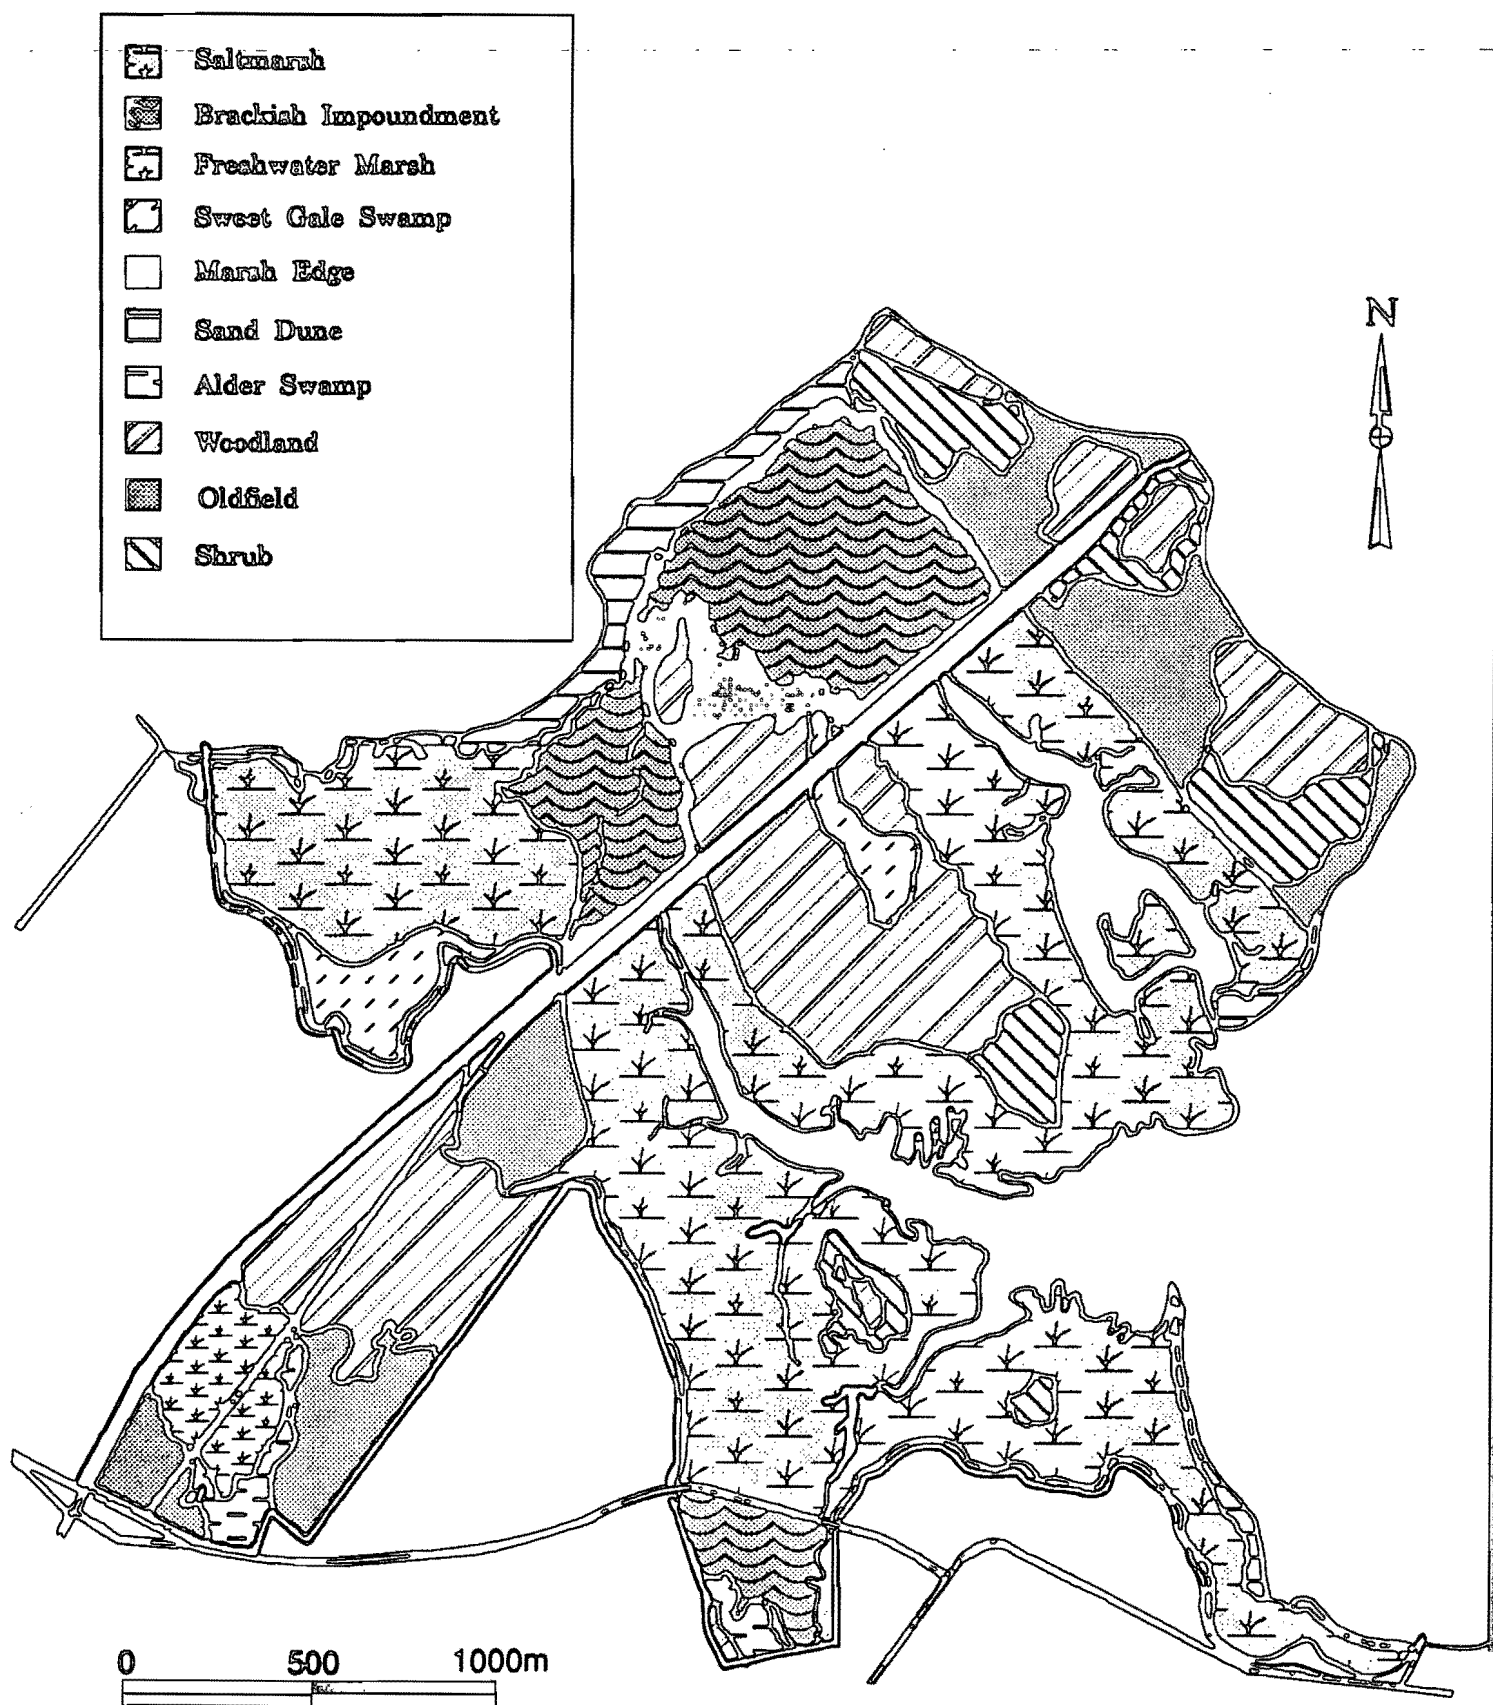 Saltmarsh
Brackish Impoundment
Freshwater Marsh
Sweet Gale Swamp
Marsh Edge
Sand Dune
Alder Swamp
Woodland
Oldfield
Shrub
N
0 500 1000m